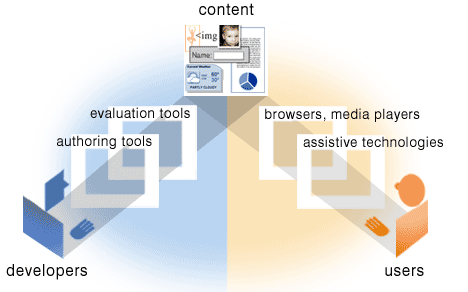 content
<img
Name:
Current Weather
60°
30°
PARTLY CLOUDY
evaluation tools
authoring tools
browsers, media players
assistive technologies
developers
users